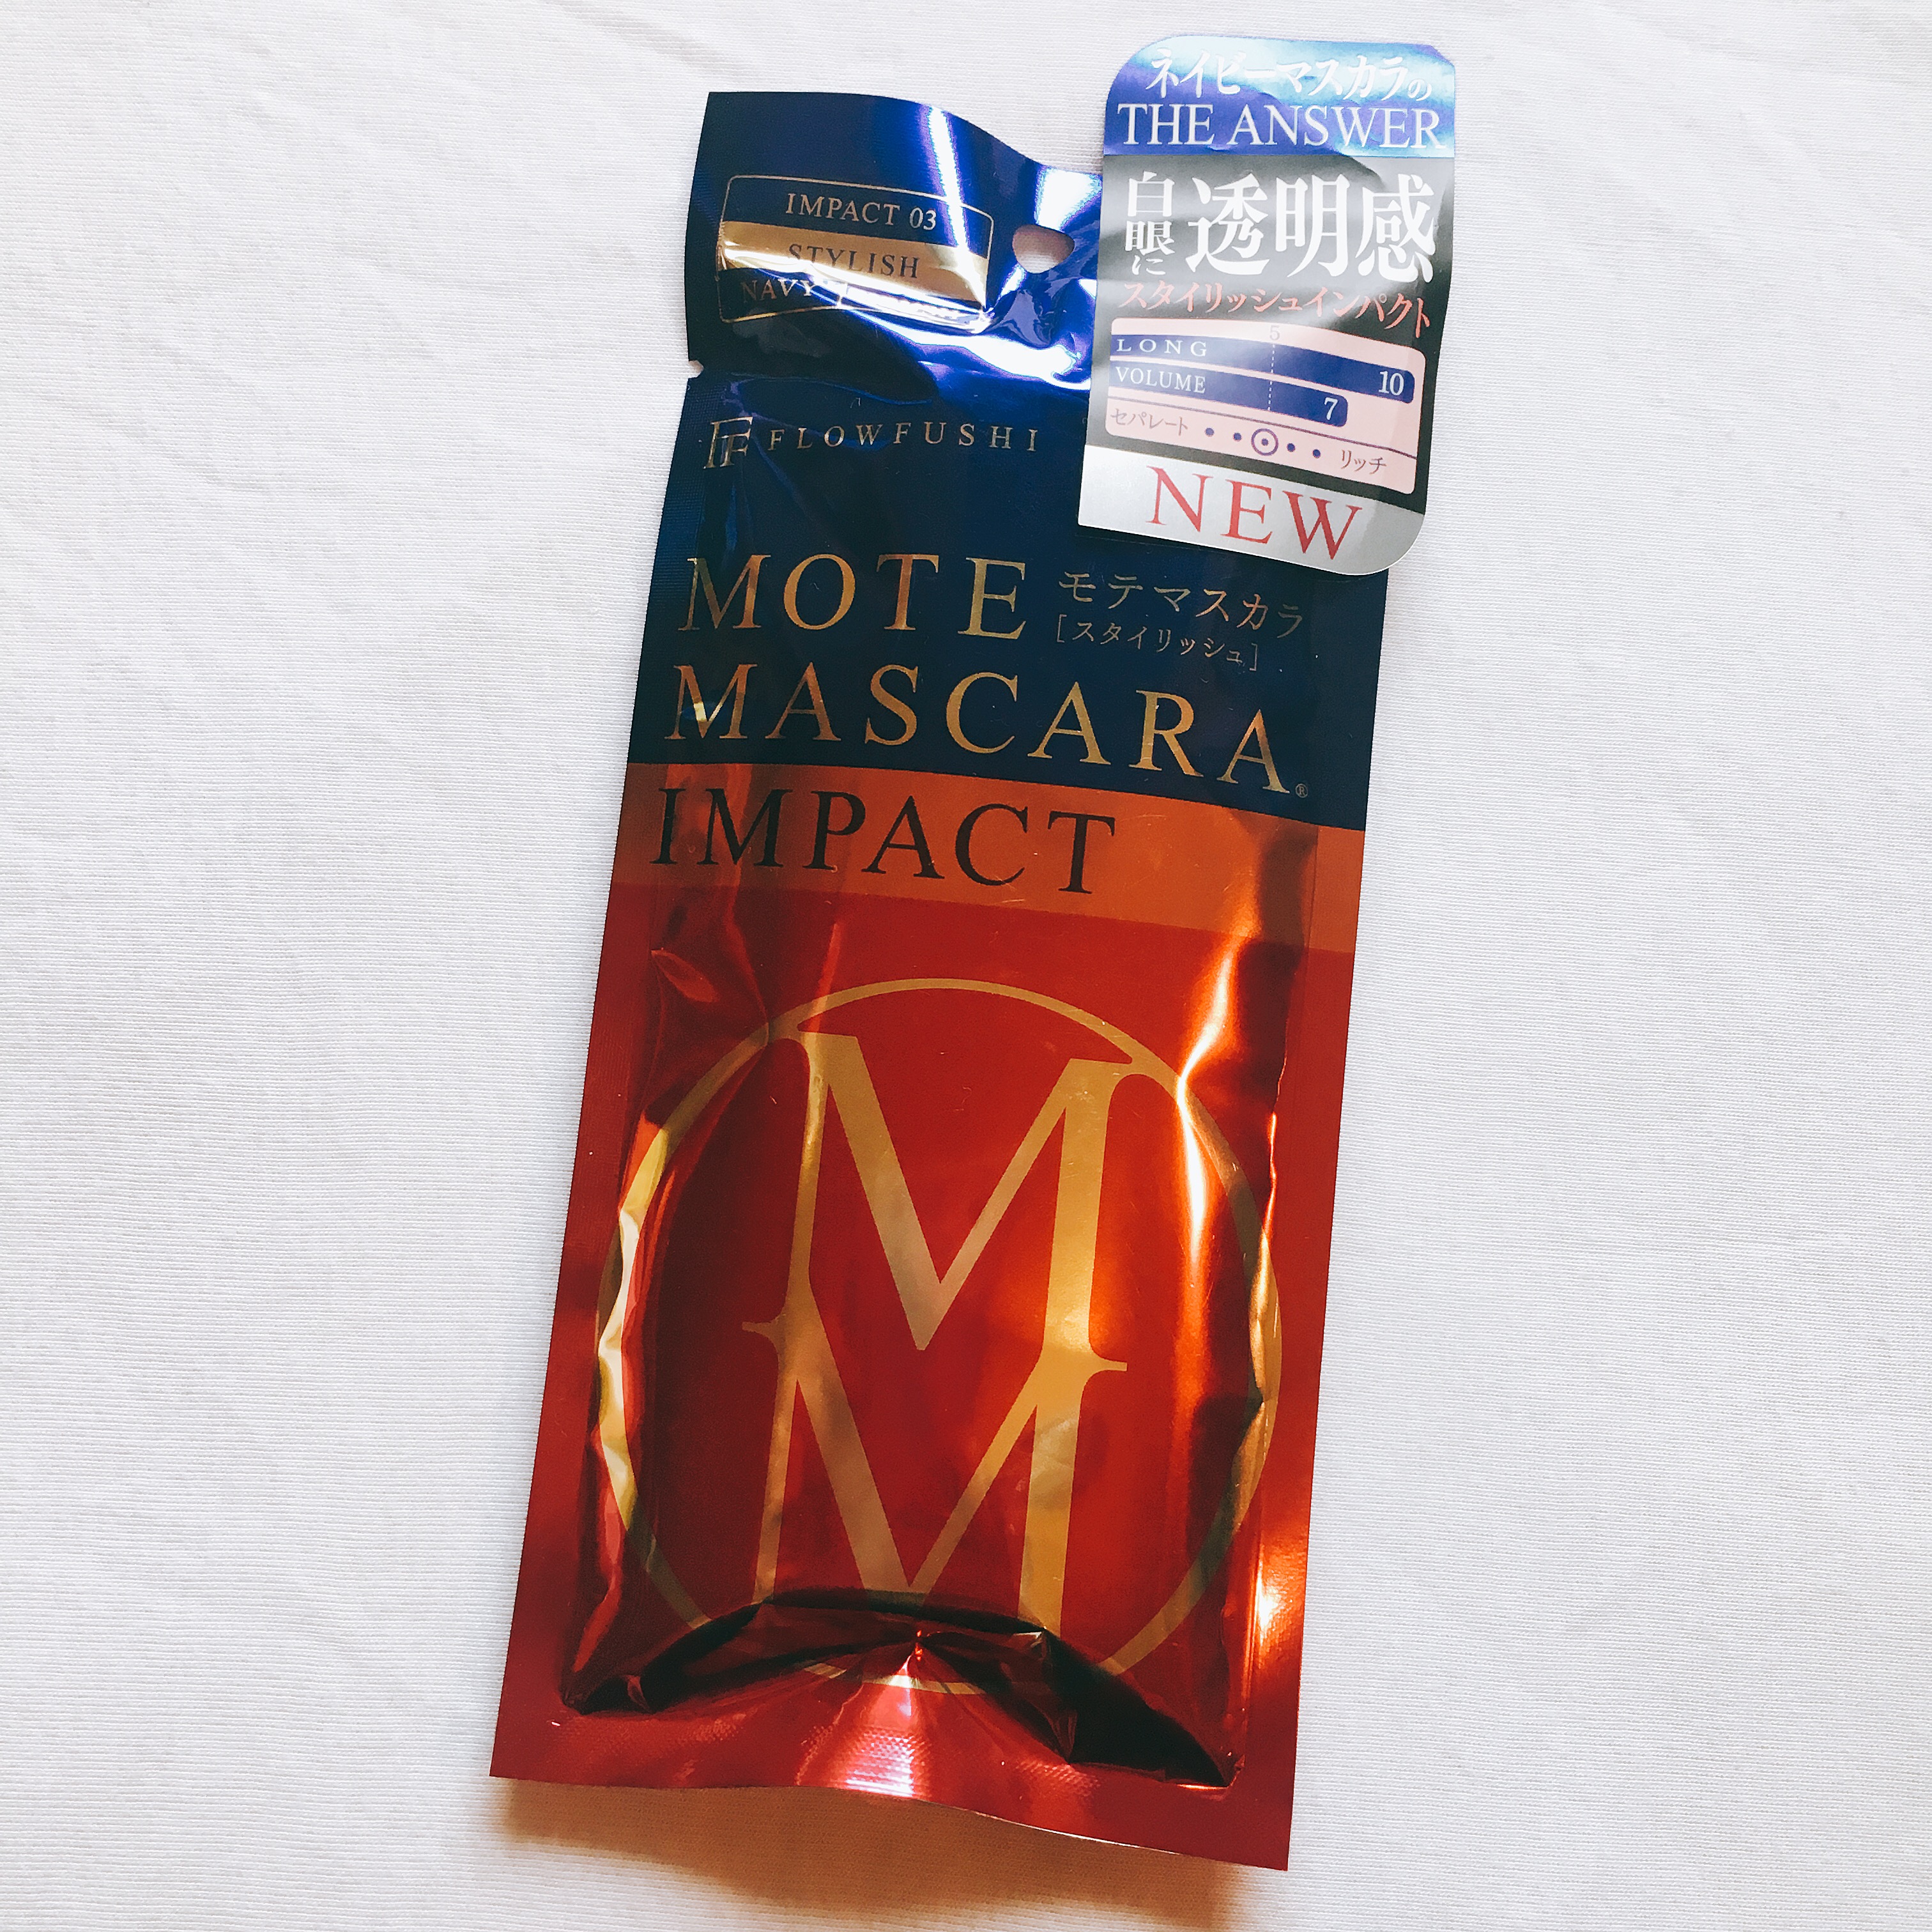 ネイビーマスカラの
THE ANSWER
白眼に 透明感
スタイリッシュインパクト
5
LONG 10
VOLUME 7
セパレート リッチ
NEW
IMPACT 03
STYLISH
NAVY
FF FLOWFUSHI
MOTE モテマスカラ
[スタイリッシュ]
MASCARA®
IMPACT
M
M